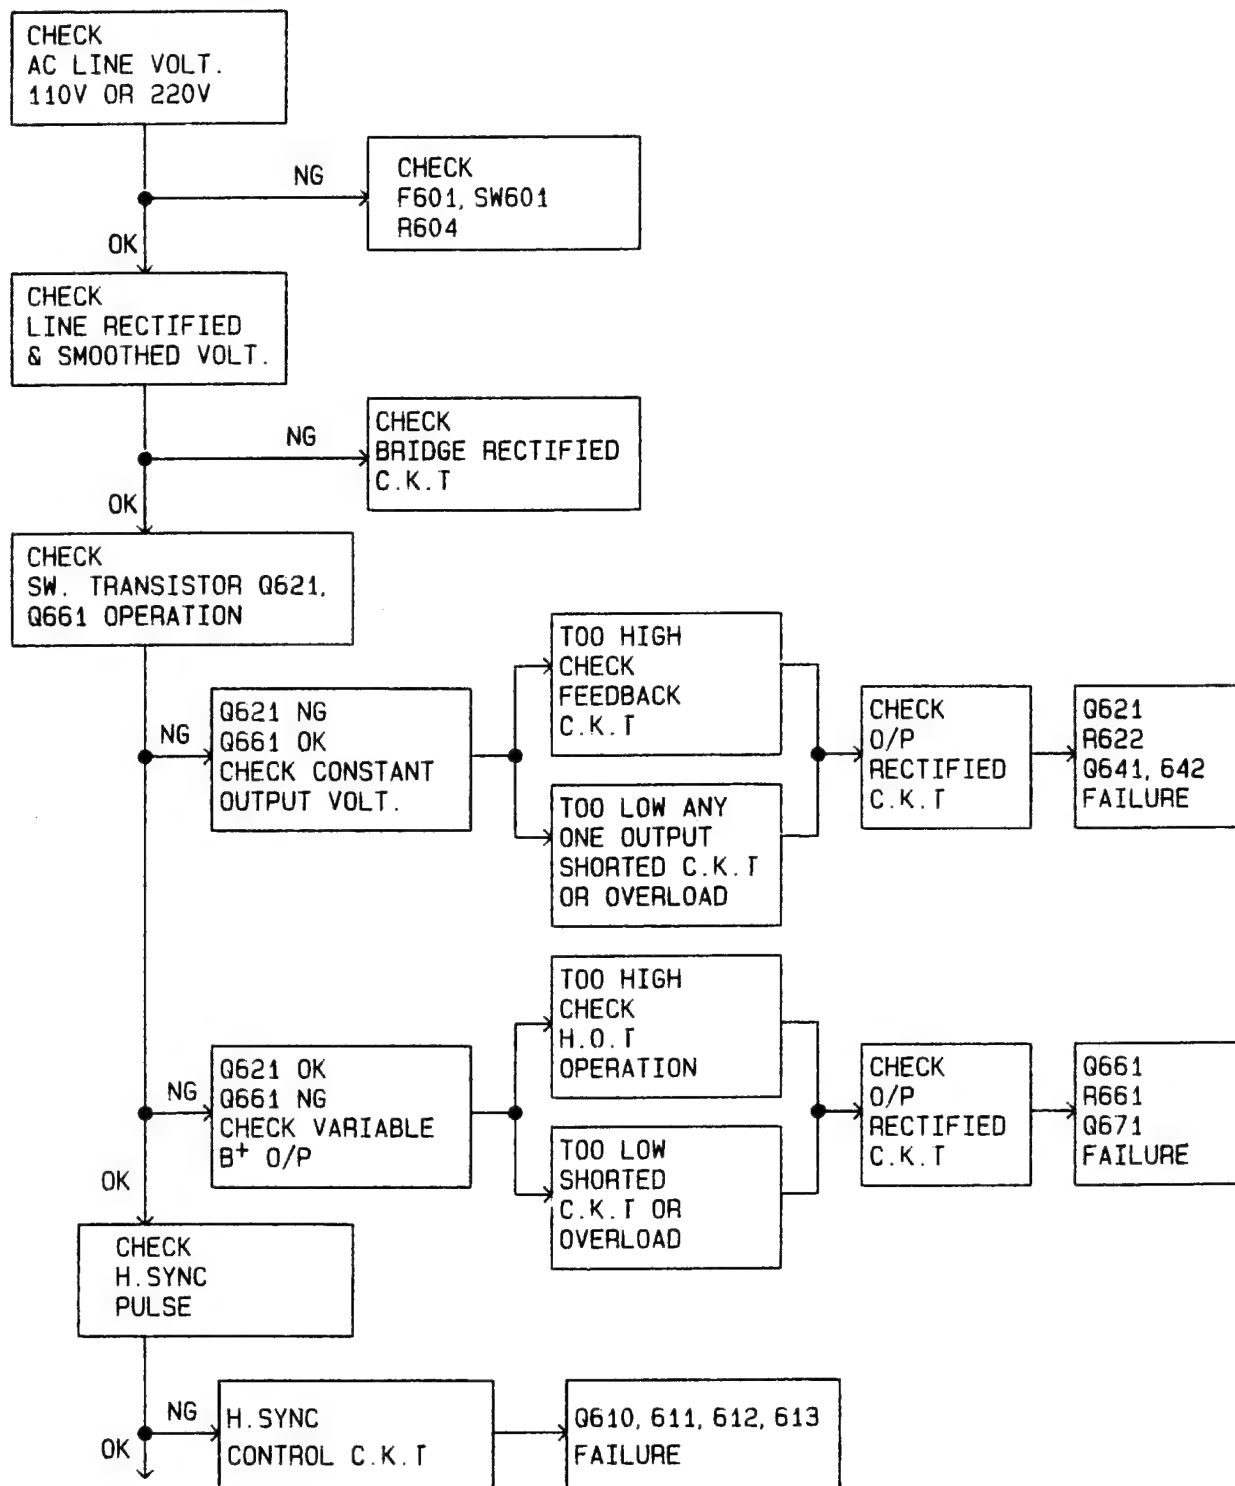 CHECK
AC LINE VOLT.
110V OR 220V
NG
CHECK
F601, SW601
R604
OK
CHECK
LINE RECTIFIED
& SMOOTHED VOLT.
NG
CHECK
BRIDGE RECTIFIED
C.K.T
OK
CHECK
SW. TRANSISTOR Q621,
Q661 OPERATION
NG
Q621 NG
Q661 OK
CHECK CONSTANT
OUTPUT VOLT.
TOO HIGH
CHECK
FEEDBACK
C.K.T
TOO LOW ANY
ONE OUTPUT
SHORTED C.K.T
OR OVERLOAD
CHECK
O/P
RECTIFIED
C.K.T
Q621
R622
Q641, 642
FAILURE
NG
Q621 OK
Q661 NG
CHECK VARIABLE
B+ O/P
TOO HIGH
CHECK
H.O.T
OPERATION
TOO LOW
SHORTED
C.K.T OR
OVERLOAD
CHECK
O/P
RECTIFIED
C.K.T
Q661
R661
Q671
FAILURE
OK
CHECK
H.SYNC
PULSE
NG
H.SYNC
CONTROL C.K.T
Q610, 611, 612, 613
FAILURE
OK